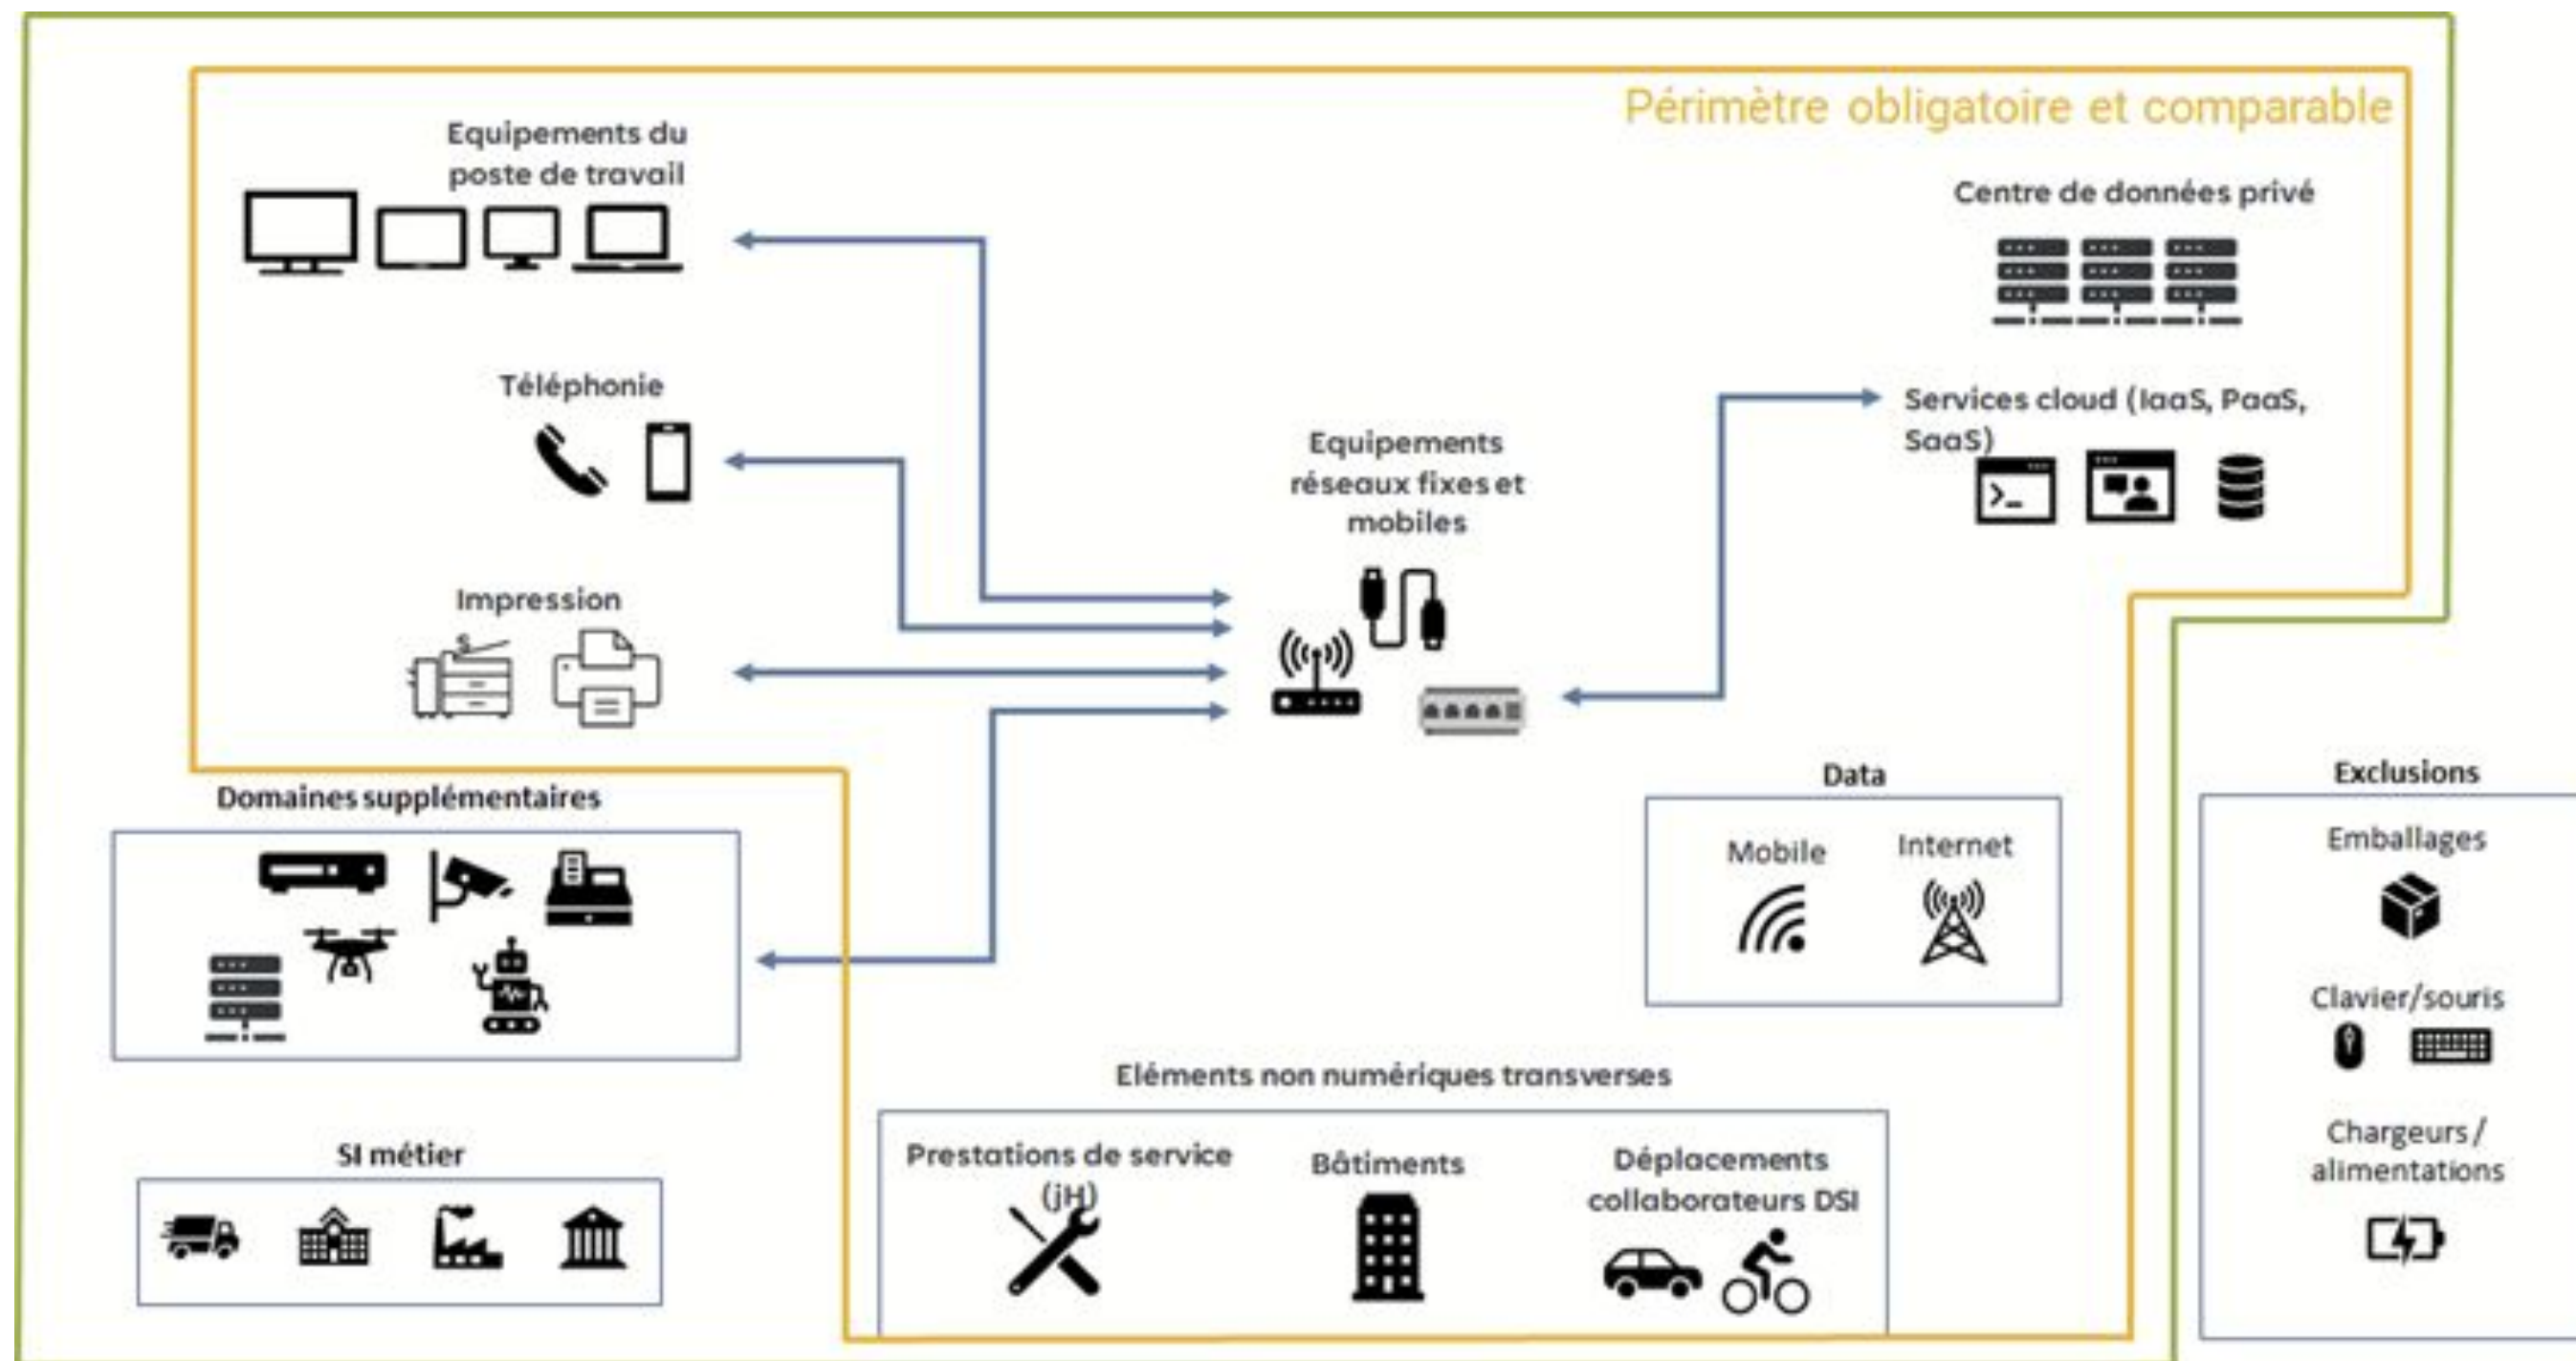 Périmètre obligatoire et comparable
Equipements du
poste de travail
Centre de données privé
Téléphonie
Services cloud (IaaS, PaaS,
SaaS)
Equipements
réseaux fixes et
mobiles
Impression
Domaines supplémentaires
Data
Mobile
Internet
Exclusions
Emballages
Clavier/souris
Chargeurs/
alimentations
SI métier
Eléments non numériques transverses
Prestations de service
(jH)
Bâtiments
Déplacements
collaborateurs DSI